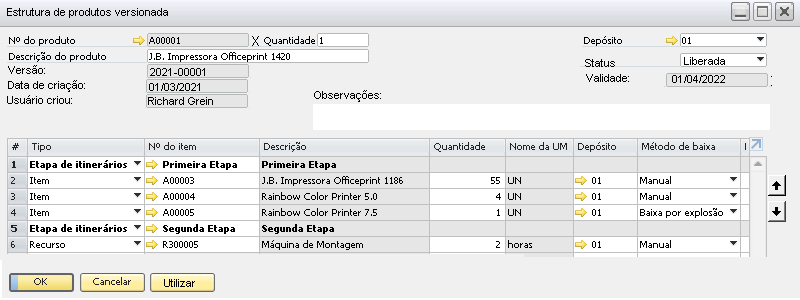 Estrutura de produtos versionada
Nº do produto A00001 X Quantidade 1 Depósito 01
Descrição do produto J.B. Impressora Officeprint 1420 Status Liberada
Versão: 2021-00001 Validade: 01/04/2022 :
Data de criação: 01/03/2021
Usuário criou: Richard Grein Observações:
# Tipo Nº do item Descrição Quantidade Nome da UM Depósito Método de baixa
1 Etapa de itinerários Primeira Etapa Primeira Etapa
2 Item A00003 J.B. Impressora Officeprint 1186 55 UN 01 Manual
3 Item A00004 Rainbow Color Printer 5.0 4 UN 01 Manual
4 Item A00005 Rainbow Color Printer 7.5 1 UN 01 Baixa por explosão
5 Etapa de itinerários Segunda Etapa Segunda Etapa
6 Recurso R300005 Máquina de Montagem 2 horas 01 Manual
OK Cancelar Utilizar